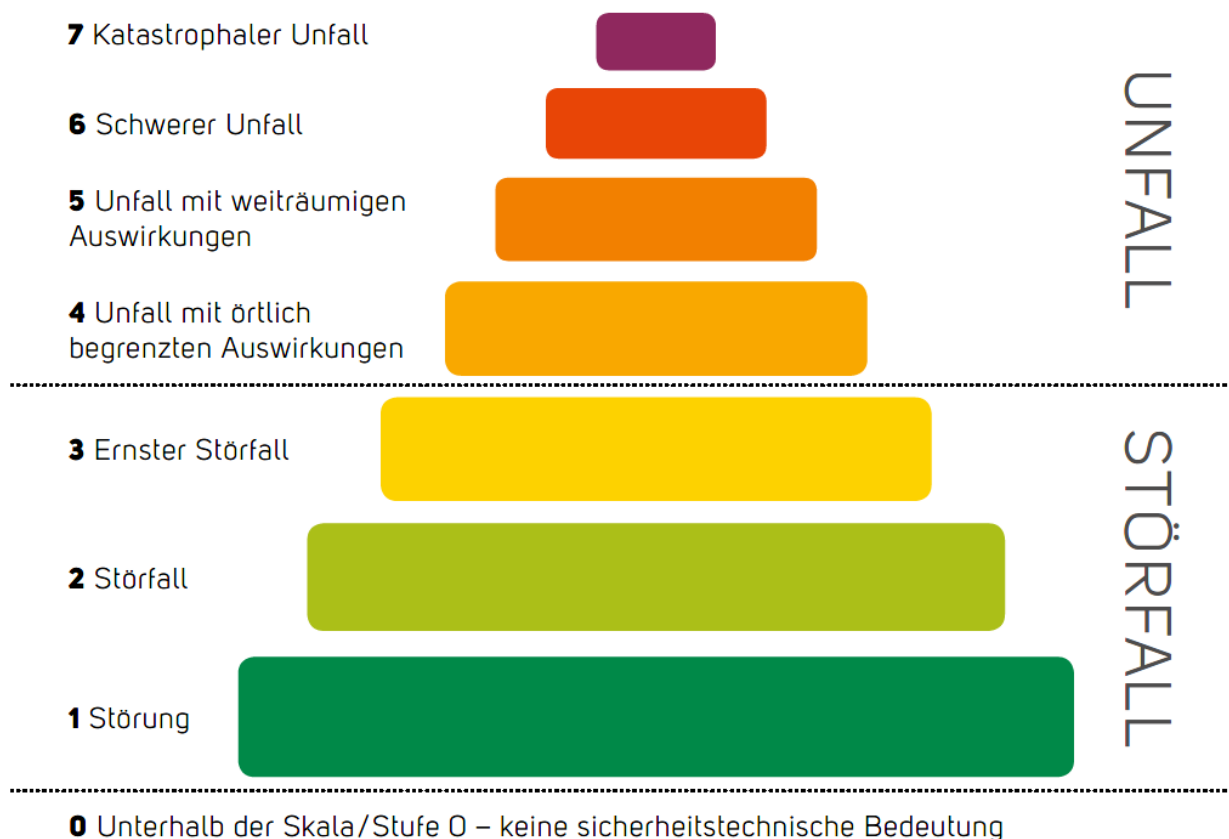 7 Katastrophaler Unfall
6 Schwerer Unfall
5 Unfall mit weiträumigen
Auswirkungen
4 Unfall mit örtlich
begrenzten Auswirkungen
UNFALL
3 Ernster Störfall
2 Störfall
1 Störung
STÖRFALL
0 Unterhalb der Skala/Stufe 0 – keine sicherheitstechnische Bedeutung